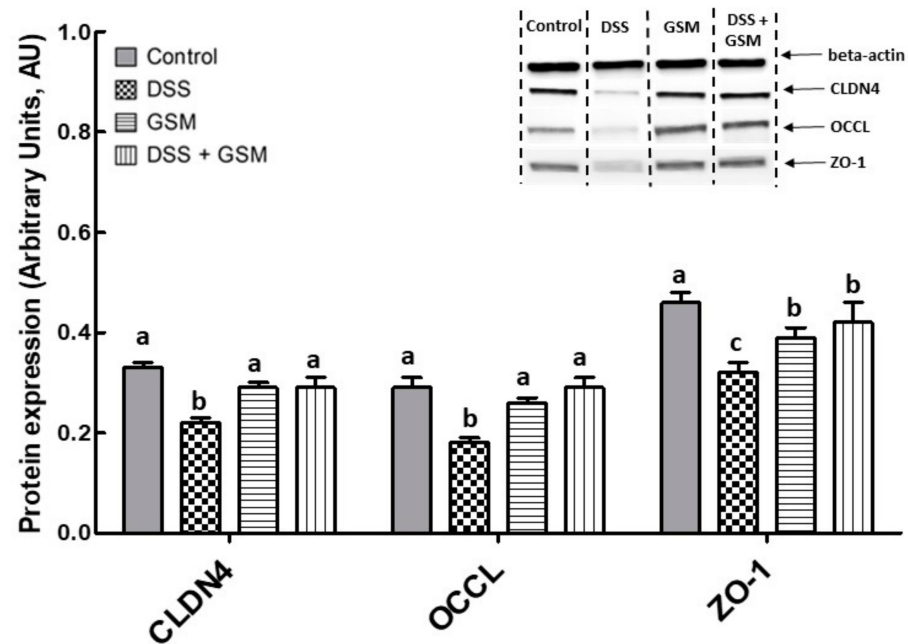 Protein expression (Arbitrary Units, AU)
1.0
0.8
0.6
0.4
0.2
0.0
Control
DSS
GSM
DSS + GSM
Control
DSS
GSM
DSS +
GSM
beta-actin
CLDN4
OCCL
ZO-1
a
b
a
a
a
b
a
a
a
c
b
b
CLDN4
OCCL
ZO-1